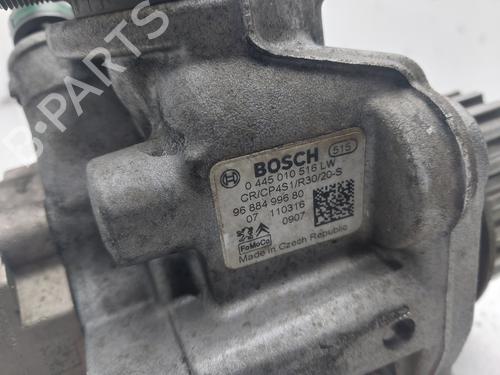 B-PARTS
BOSCH 515
0 445 010 516 LW
CR/CP4S1/R30/20-S
96 884 996 80
07 110316
0907
FoMoCo
Made in Czech Republic